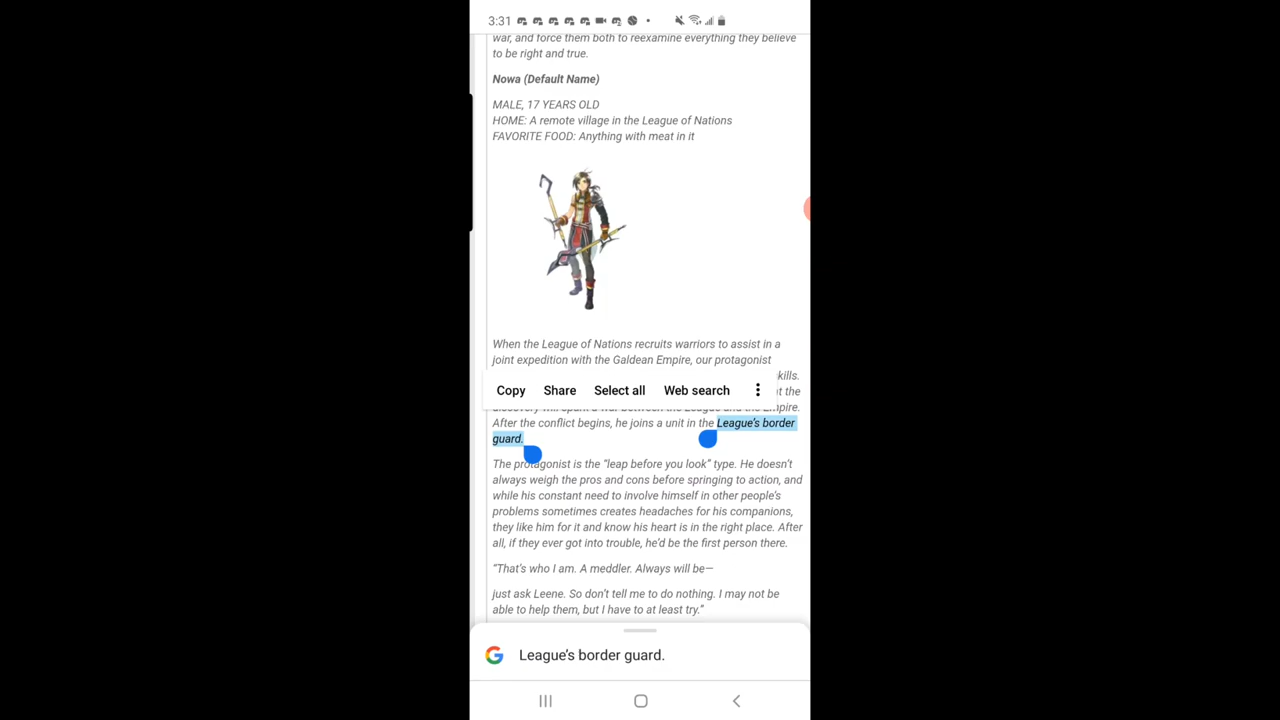 3:31
war, and force them both to reexamine everything they believe
to be right and true.
Nowa (Default Name)
MALE, 17 YEARS OLD
HOME: A remote village in the League of Nations
FAVORITE FOOD: Anything with meat in it
When the League of Nations recruits warriors to assist in a
joint expedition with the Galdean Empire, our protagonist
kills.
Copy Share Select all Web search
the
After the conflict begins, he joins a unit in the League’s border
guard.
The protagonist is the “leap before you look” type. He doesn’t
always weigh the pros and cons before springing to action, and
while his constant need to involve himself in other people’s
problems sometimes creates headaches for his companions,
they like him for it and know his heart is in the right place. After
all, if they ever got into trouble, he’d be the first person there.
“That’s who I am. A meddler. Always will be—
just ask Leene. So don’t tell me to do nothing. I may not be
able to help them, but I have to at least try.”
G League’s border guard.